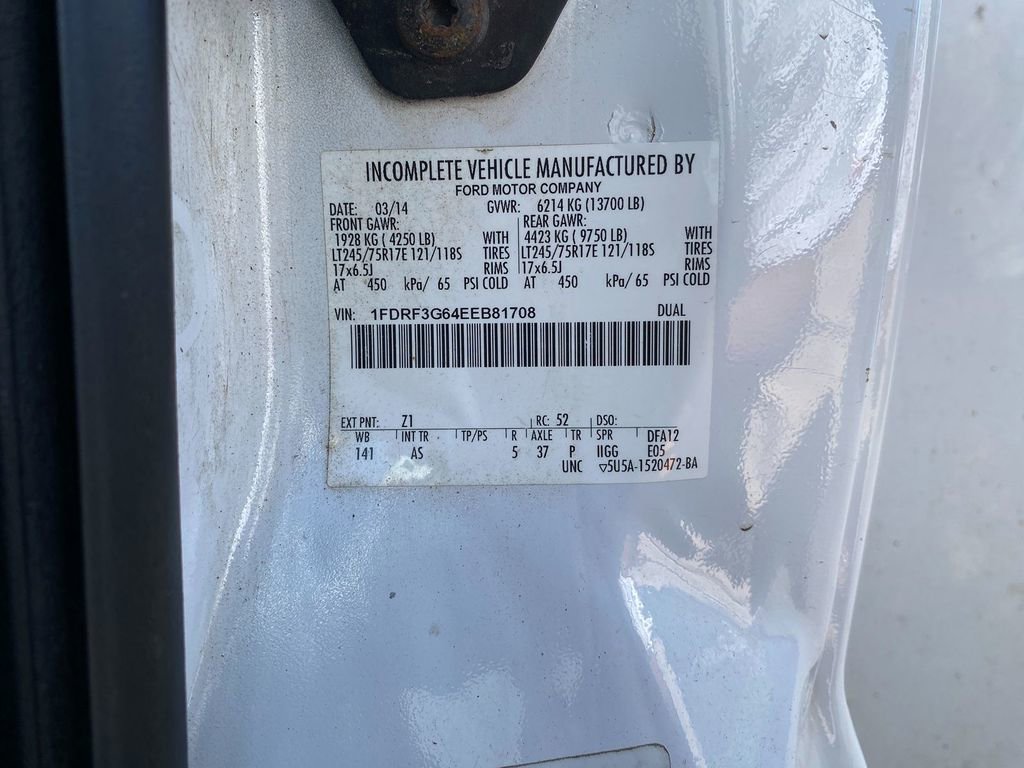 INCOMPLETE VEHICLE MANUFACTURED BY
FORD MOTOR COMPANY
DATE: 03/14 GVWR: 6214 KG (13700 LB)
FRONT GAWR: REAR GAWR:
1928 KG ( 4250 LB) WITH 4423 KG ( 9750 LB) WITH
LT245/75R17E 121/118S TIRES LT245/75R17E 121/118S TIRES
17x6.5J RIMS 17x6.5J RIMS
AT 450 kPa/ 65 PSI COLD AT 450 kPa/ 65 PSI COLD
VIN: 1FDRF3G64EEB81708 DUAL
EXT PNT: Z1 RC: 52 DSO:
WB INT TR TP/PS R AXLE TR SPR DFA12
141 AS 5 37 P IIGG E05
UNC ▽5U5A-1520472-BA